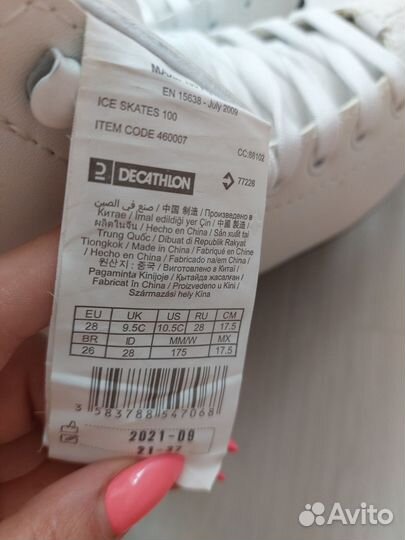 EN 15638 - July 2009
ICE SKATES 100
ITEM CODE 460007
CC:88102
DECATHLON
77226
صنع في الصين / 中国 制造 / Произведено в
Китае / İmal edildiği yer Çin / 中國 製造 /
ผลิตในจีน / Hecho en China / Sản xuất tại
Trung Quốc / Dibuat di Republik Rakyat
Tiongkok / Made in China / Fabriqué en Chine
/ Hecho en China / Fabricado na/em China /
원산지 : 중국 / Виготовлено в Китаї /
Pagaminta Kinijoje / Қытайда жасалған /
Fabricat în China / Proizvedeno u Kini /
Származási hely Kína
EU UK US RU CM
28 9.5C 10.5C 28 17.5
BR ID MM/W MX
26 28 175 17.5
3 583788 547068
2021-09
21-37
Avito